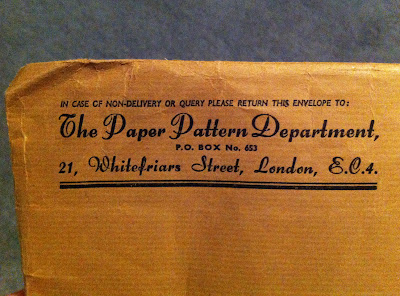 IN CASE OF NON-DELIVERY OR QUERY PLEASE RETURN THIS ENVELOPE TO:
The Paper Pattern Department,
P.O. BOX No. 653
21, Whitefriars Street, London, E.C.4.